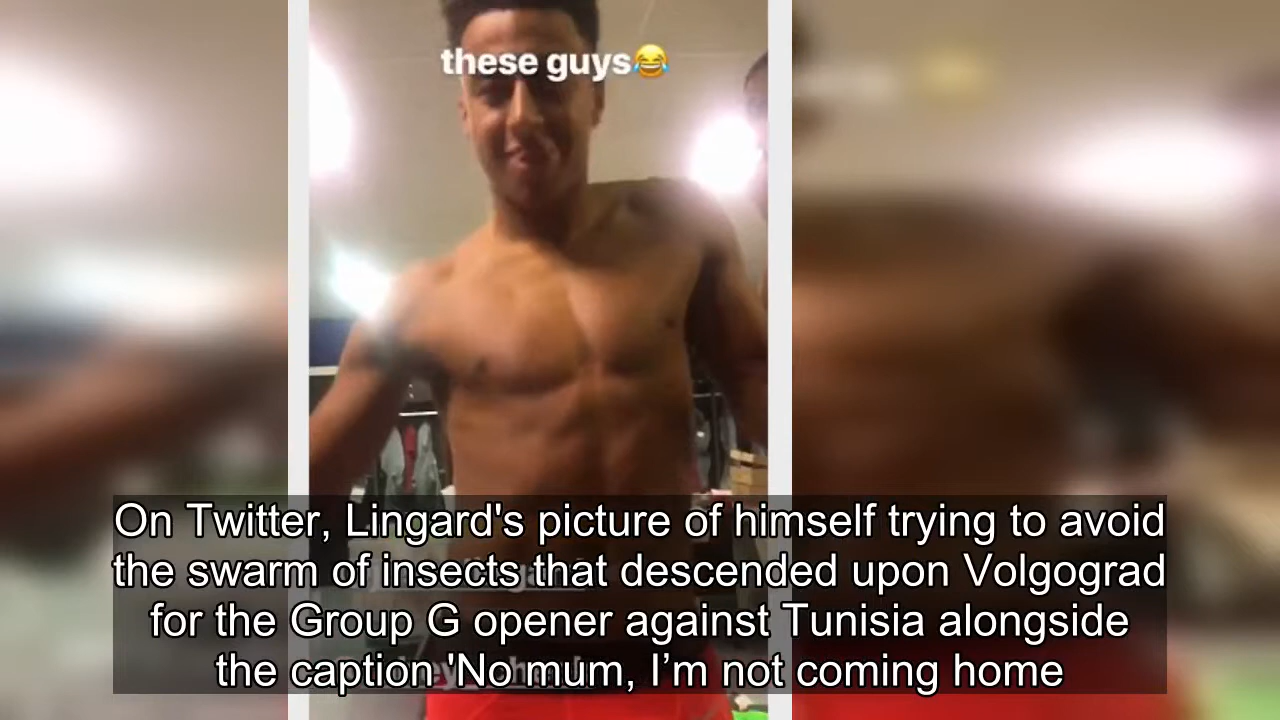 these guys😂
On Twitter, Lingard's picture of himself trying to avoid
the swarm of insects that descended upon Volgograd
for the Group G opener against Tunisia alongside
the caption 'No mum, I’m not coming home